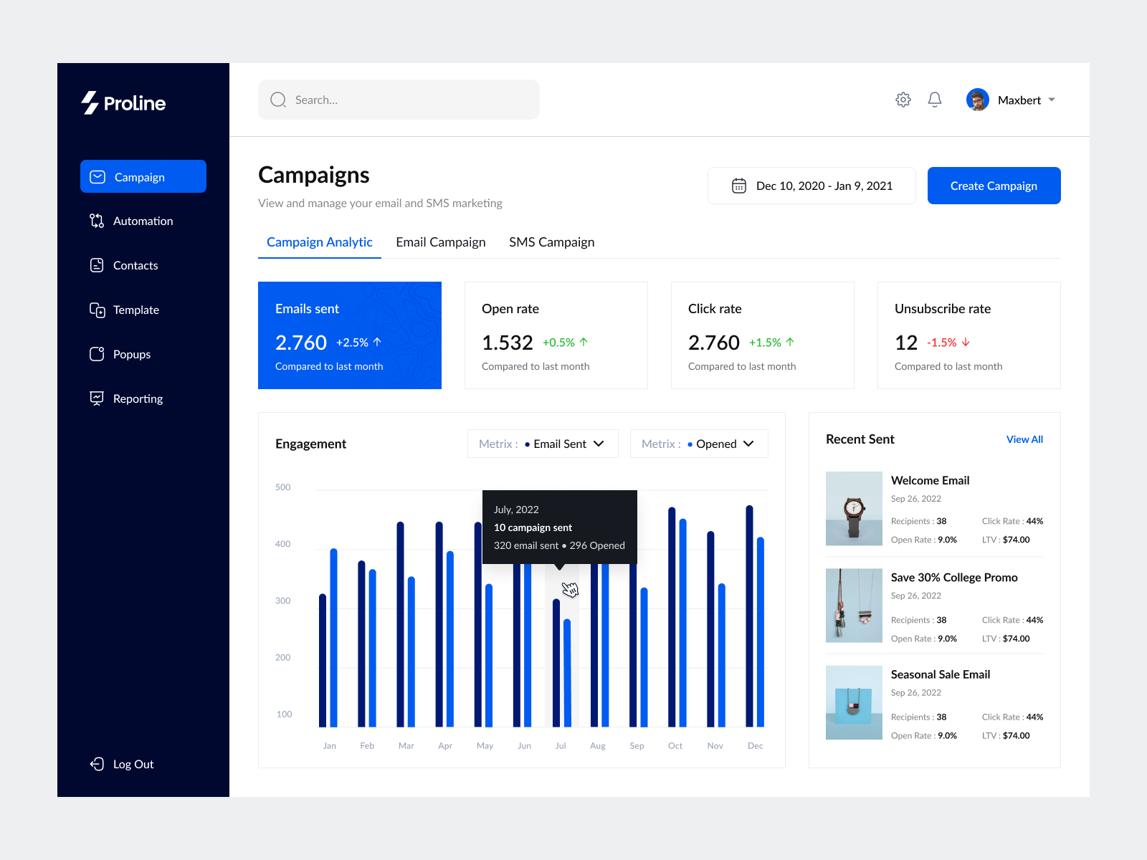 Proline
Search...
Maxbert
Campaign
Automation
Contacts
Template
Popups
Reporting
Log Out
Campaigns
View and manage your email and SMS marketing
Dec 10, 2020 - Jan 9, 2021
Create Campaign
Campaign Analytic Email Campaign SMS Campaign
Emails sent
2.760 +2.5% ↑
Compared to last month
Open rate
1.532 +0.5% ↑
Compared to last month
Click rate
2.760 +1.5% ↑
Compared to last month
Unsubscribe rate
12 -1.5% ↓
Compared to last month
Engagement
Metrix : • Email Sent
Metrix : • Opened
500
400
300
200
100
July, 2022
10 campaign sent
320 email sent • 296 Opened
Jan Feb Mar Apr May Jun Jul Aug Sep Oct Nov Dec
Recent Sent
View All
Welcome Email
Sep 26, 2022
Recipients : 38 Click Rate : 44%
Open Rate : 9.0% LTV : $74.00
Save 30% College Promo
Sep 26, 2022
Recipients : 38 Click Rate : 44%
Open Rate : 9.0% LTV : $74.00
Seasonal Sale Email
Sep 26, 2022
Recipients : 38 Click Rate : 44%
Open Rate : 9.0% LTV : $74.00